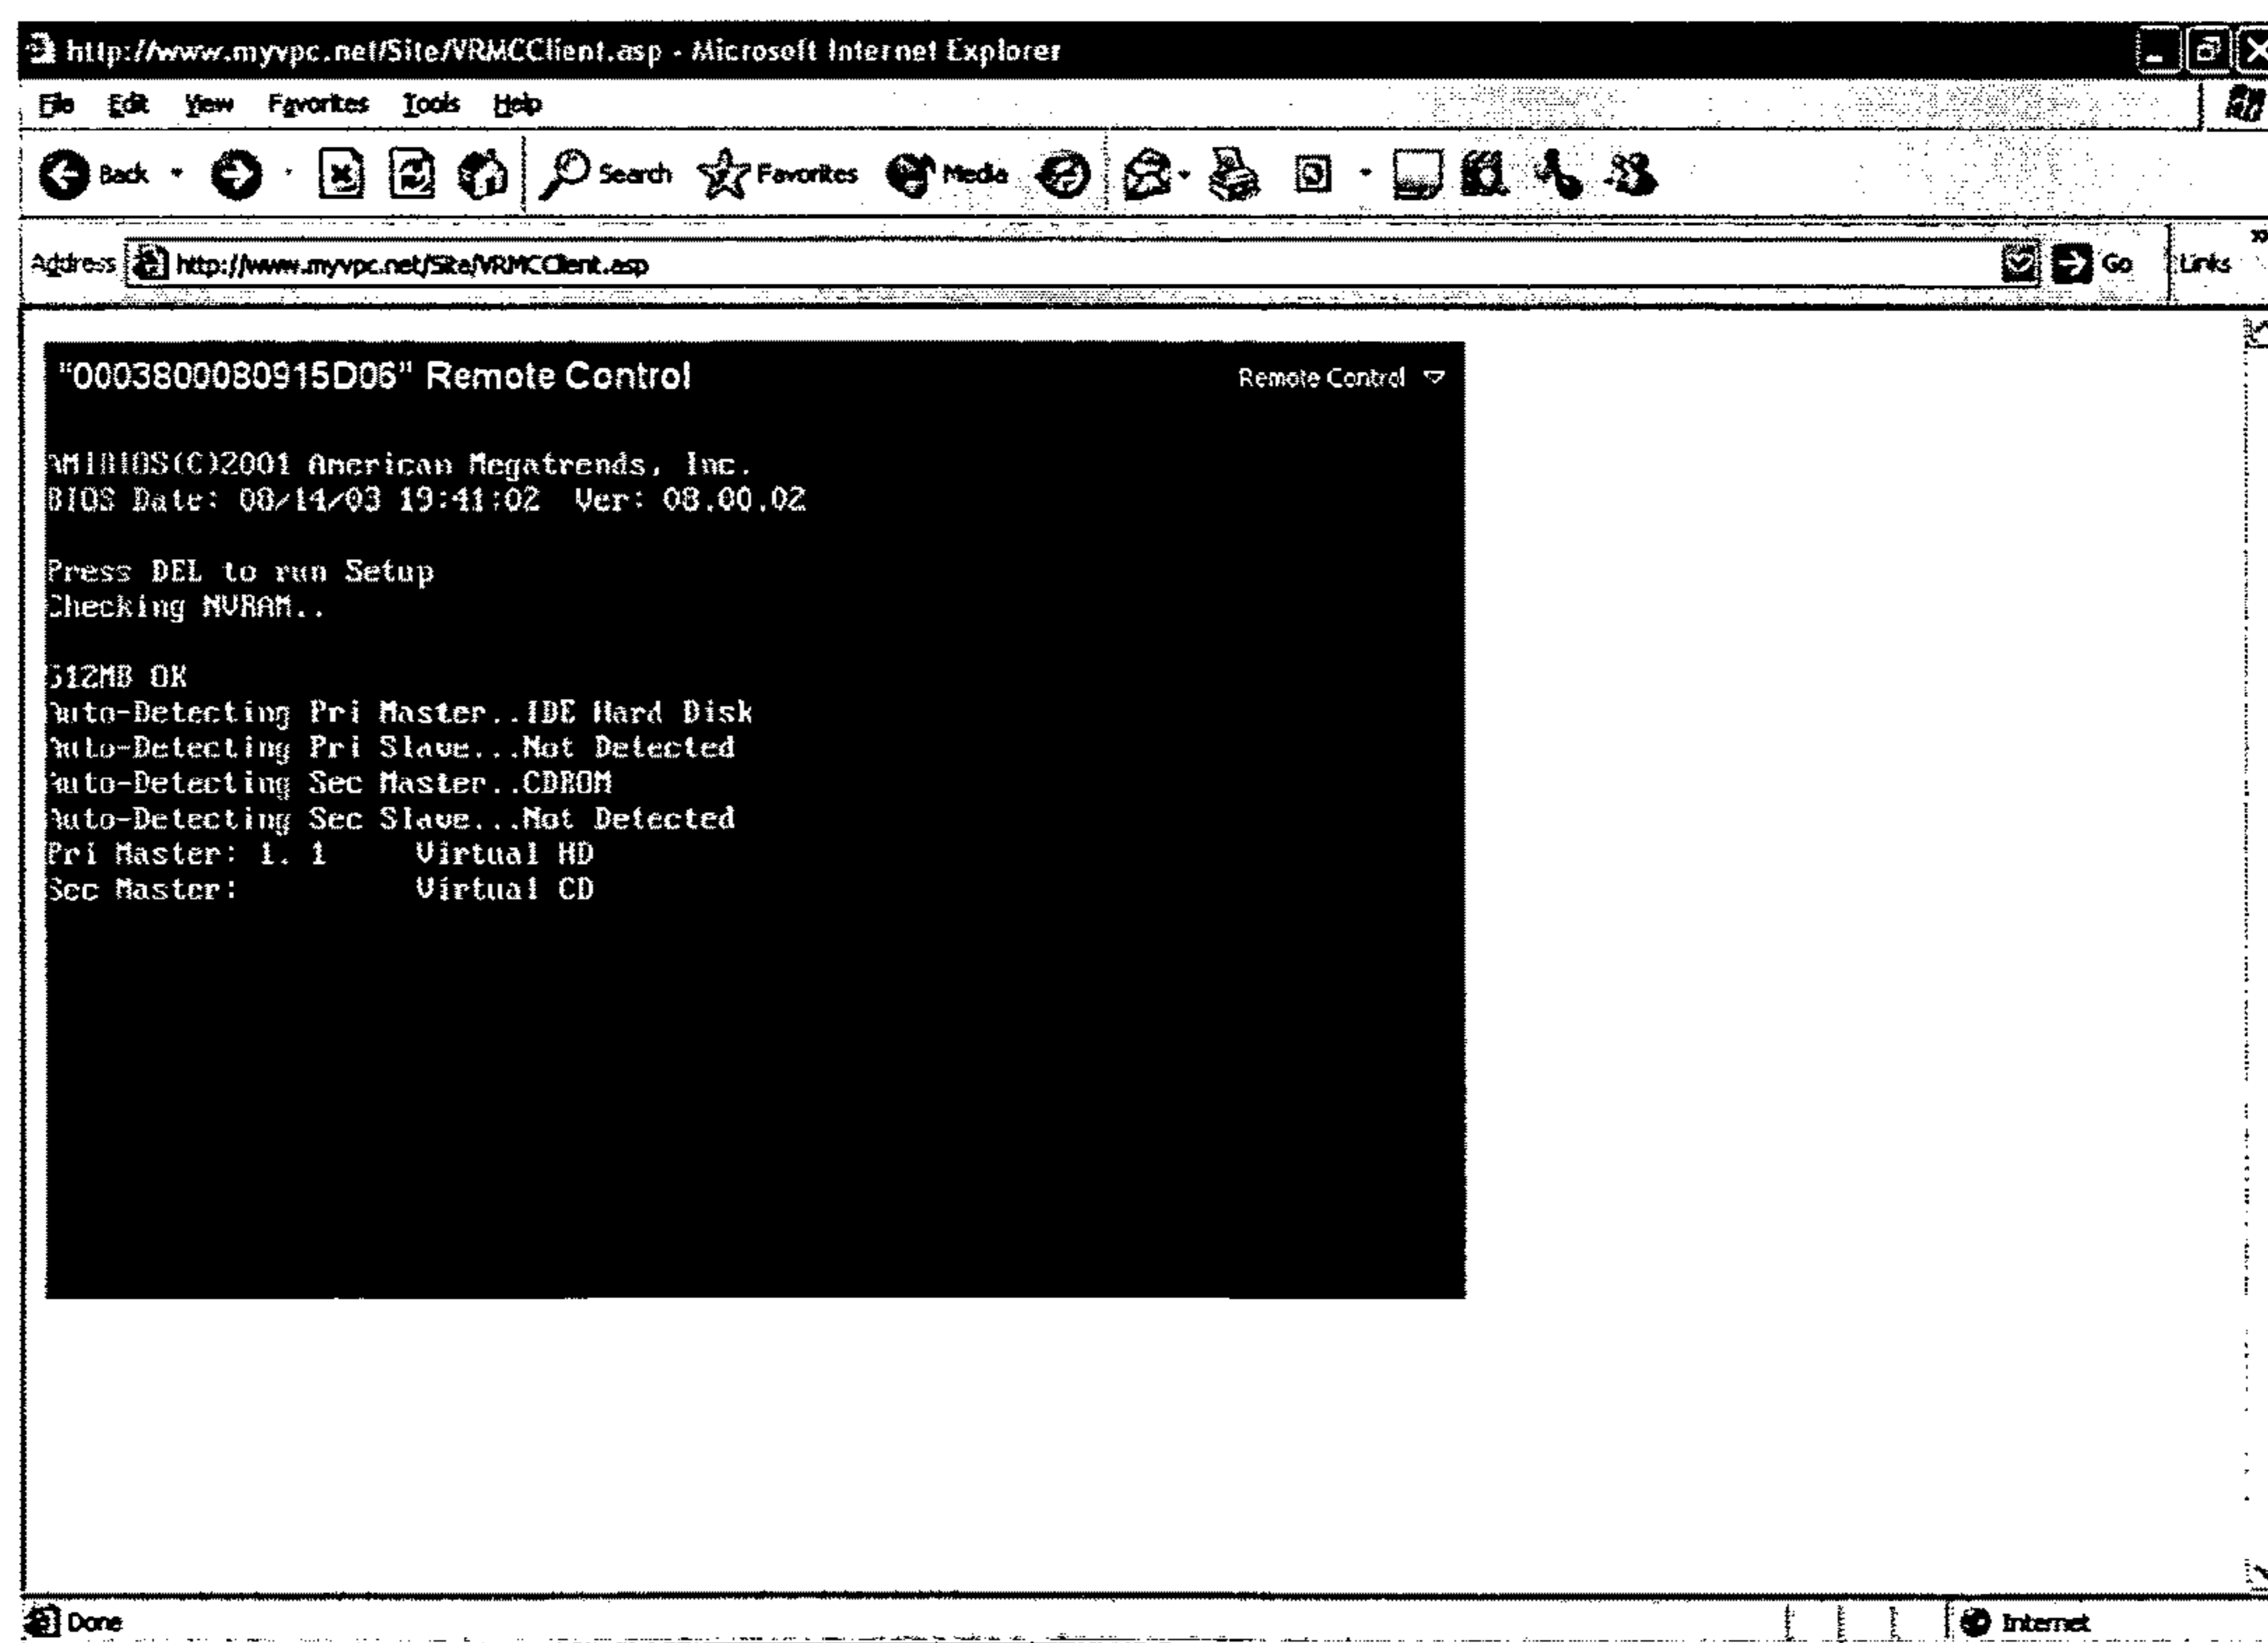 http://www.myvpc.net/Site/VRMCClient.asp - Microsoft Internet Explorer
File Edit View Favorites Tools Help
Back Search Favorites Media
Address http://www.myvpc.net/Site/VRMCClient.asp Go Links »
"0003800080915D06" Remote Control Remote Control
AMIBIOS(C)2001 American Megatrends, Inc.
BIOS Date: 08/14/03 19:41:02 Ver: 08.00.02
Press DEL to run Setup
Checking NVRAM..
512MB OK
Auto-Detecting Pri Master..IDE Hard Disk
Auto-Detecting Pri Slave...Not Detected
Auto-Detecting Sec Master..CDROM
Auto-Detecting Sec Slave...Not Detected
Pri Master: 1. 1 Virtual HD
Sec Master: Virtual CD
Done Internet